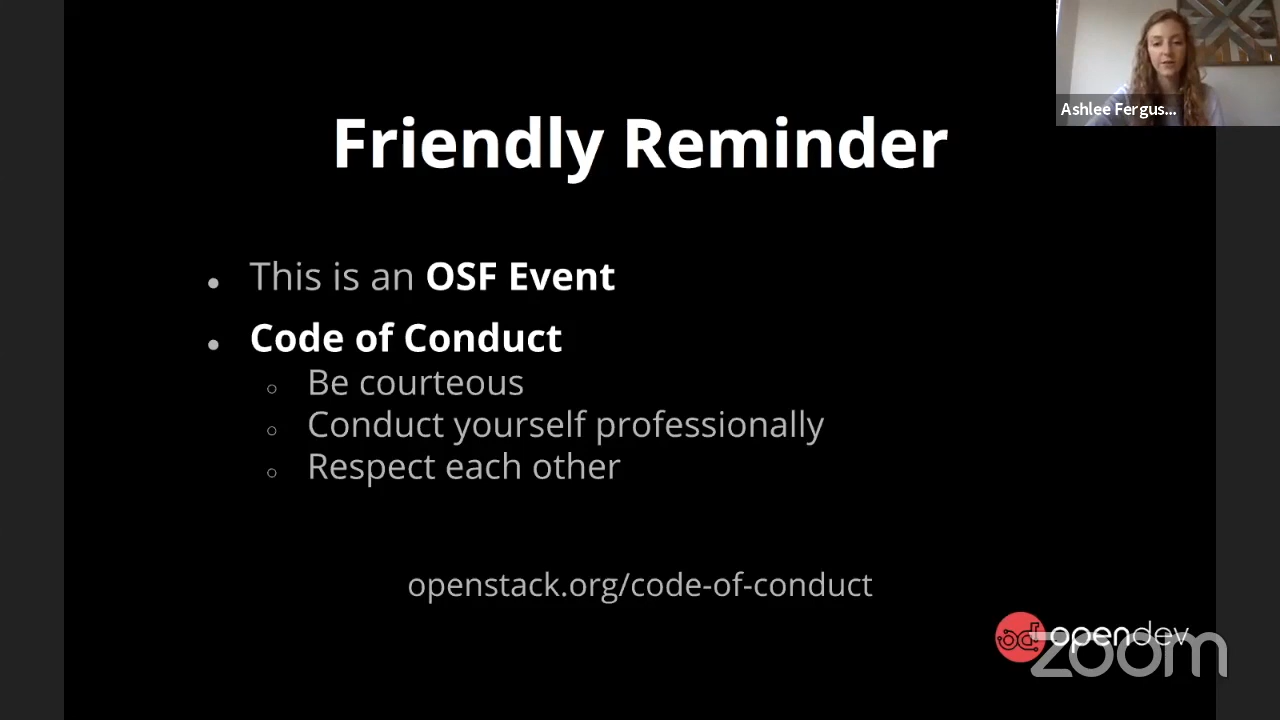 Friendly Reminder
Ashlee Fergus...
This is an OSF Event
Code of Conduct
Be courteous
Conduct yourself professionally
Respect each other
openstack.org/code-of-conduct
opendev
zoom